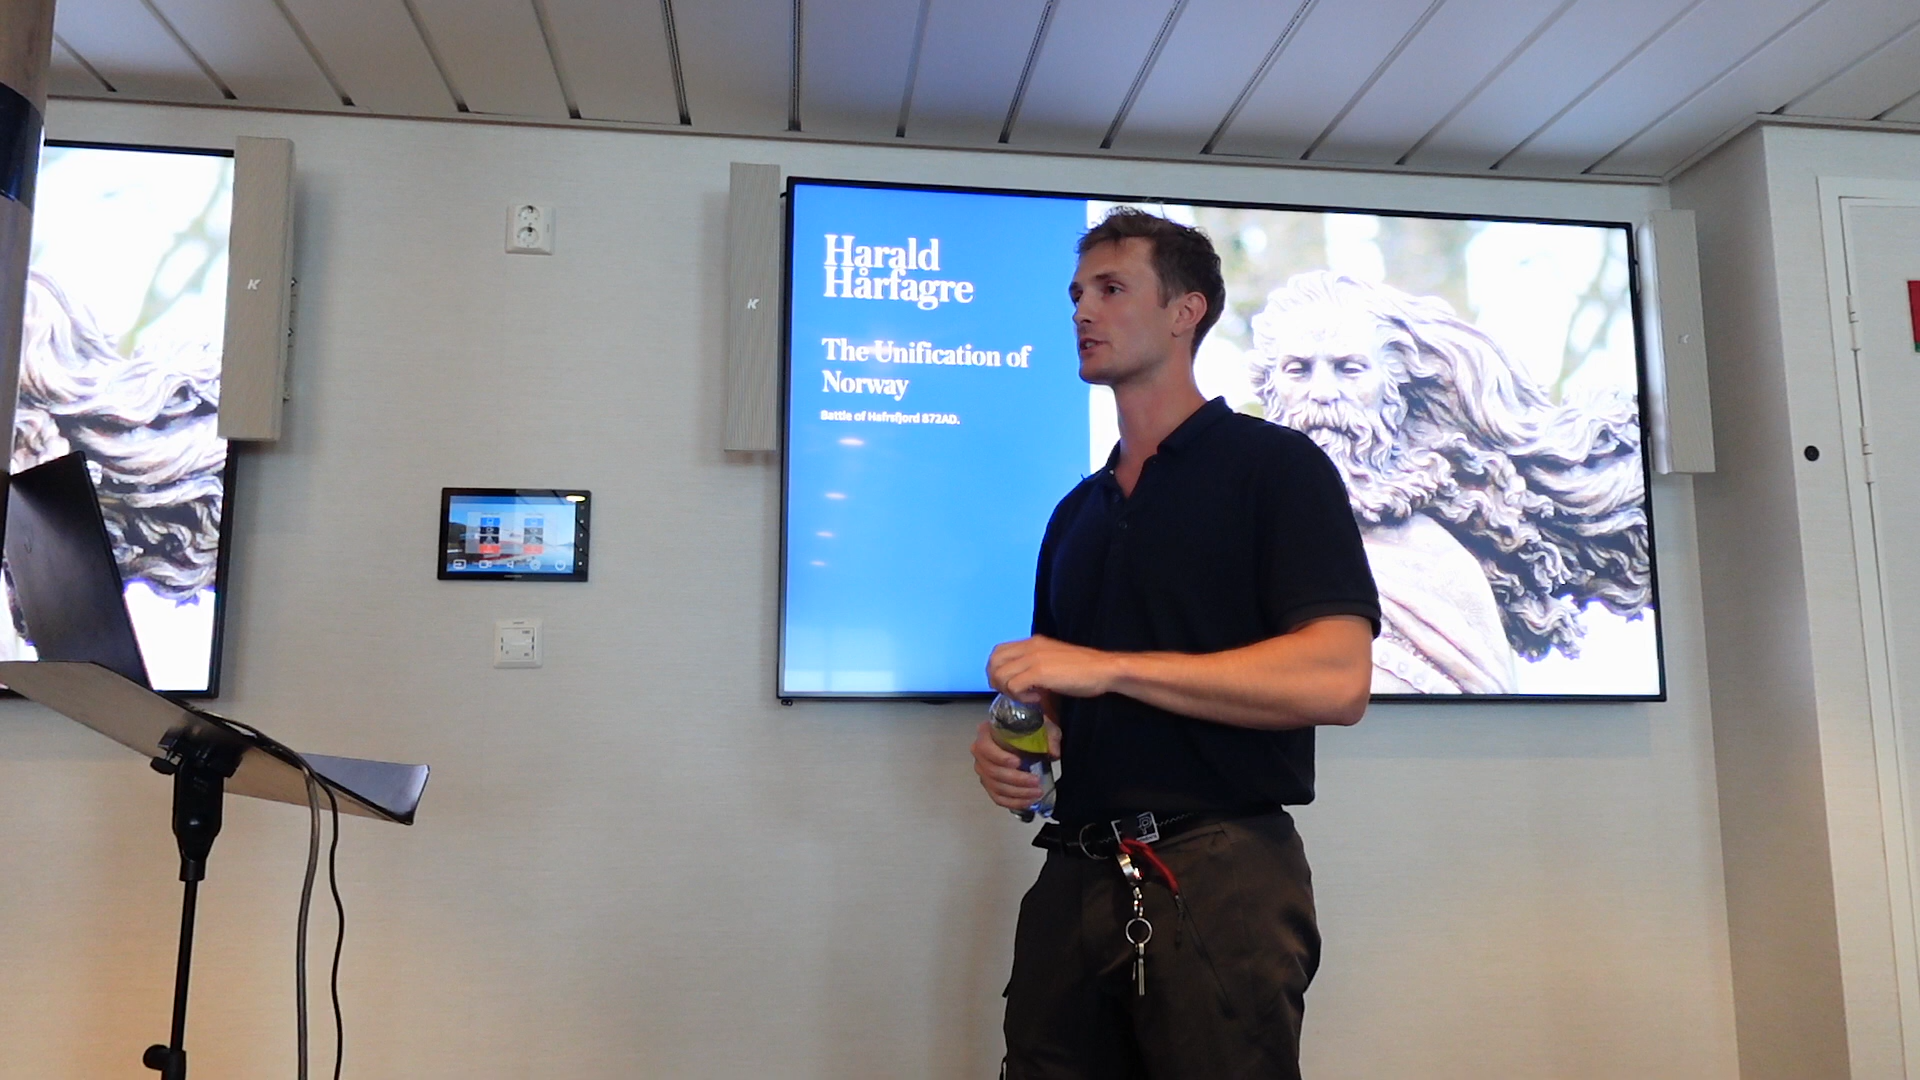 Harald
Hårfagre
The Unification of
Norway
Battle of Hafrsfjord 872AD.
K
K